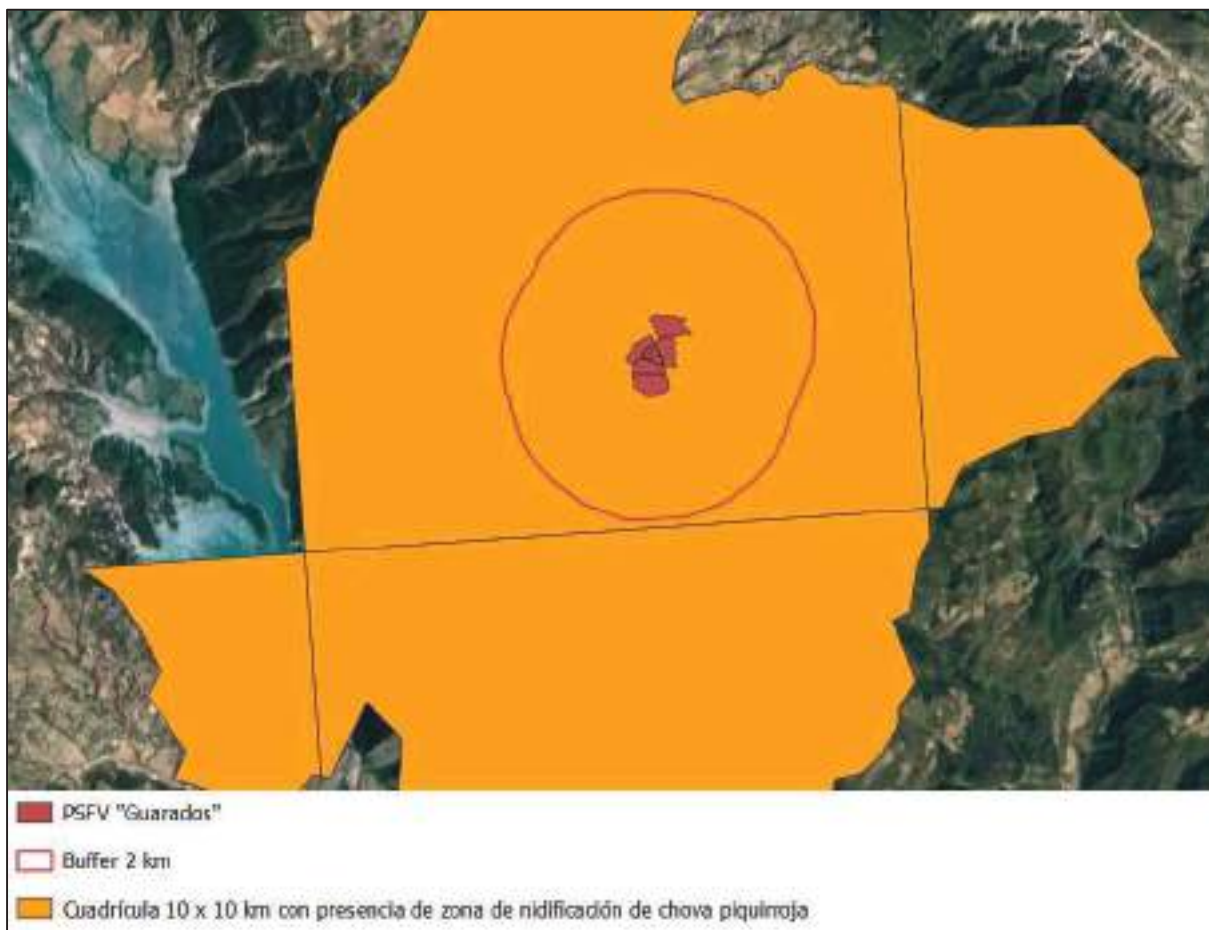 PSFV "Guarados"
Buffer 2 km
Cuadrícula 10 x 10 km con presencia de zona de nidificación de chova piquirroja